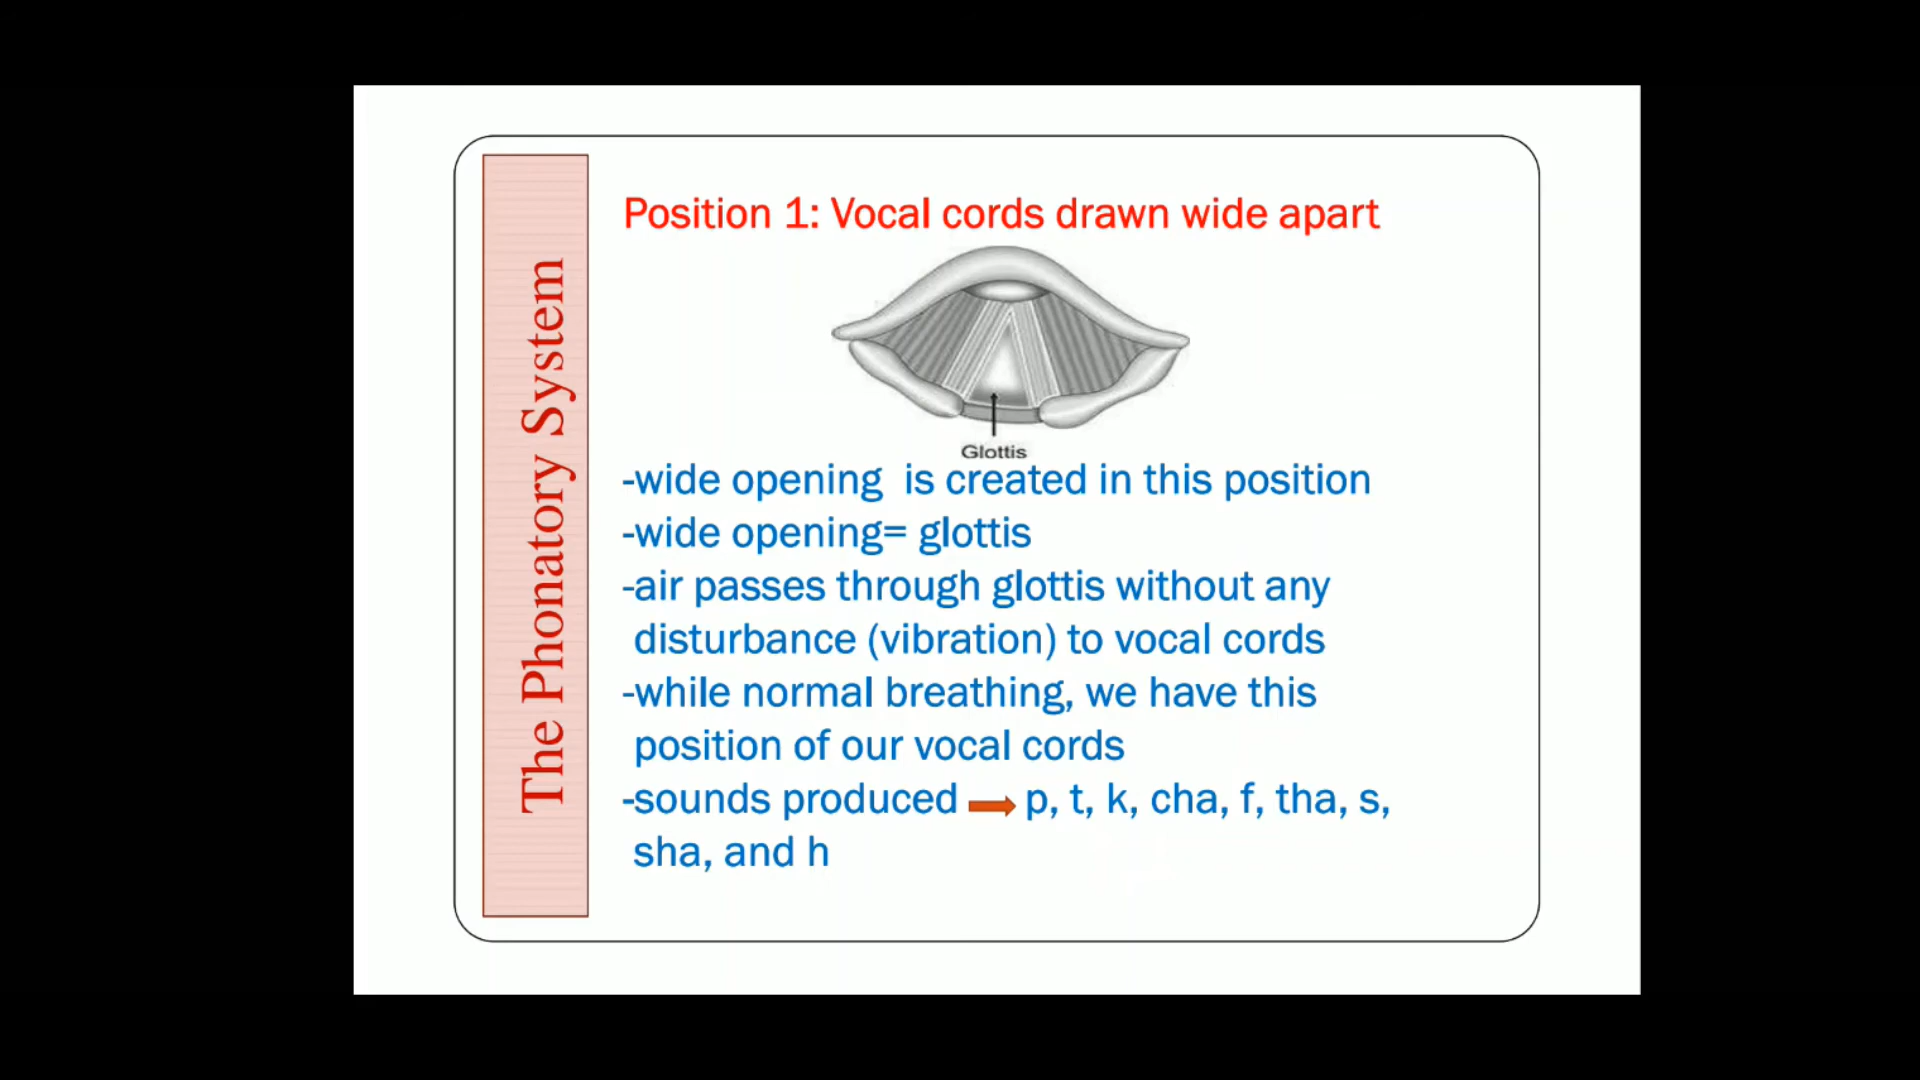 The Phonatory System
Position 1: Vocal cords drawn wide apart
Glottis
-wide opening  is created in this position
-wide opening= glottis
-air passes through glottis without any
disturbance (vibration) to vocal cords
-while normal breathing, we have this
position of our vocal cords
-sounds produced ➡ p, t, k, cha, f, tha, s,
sha, and h